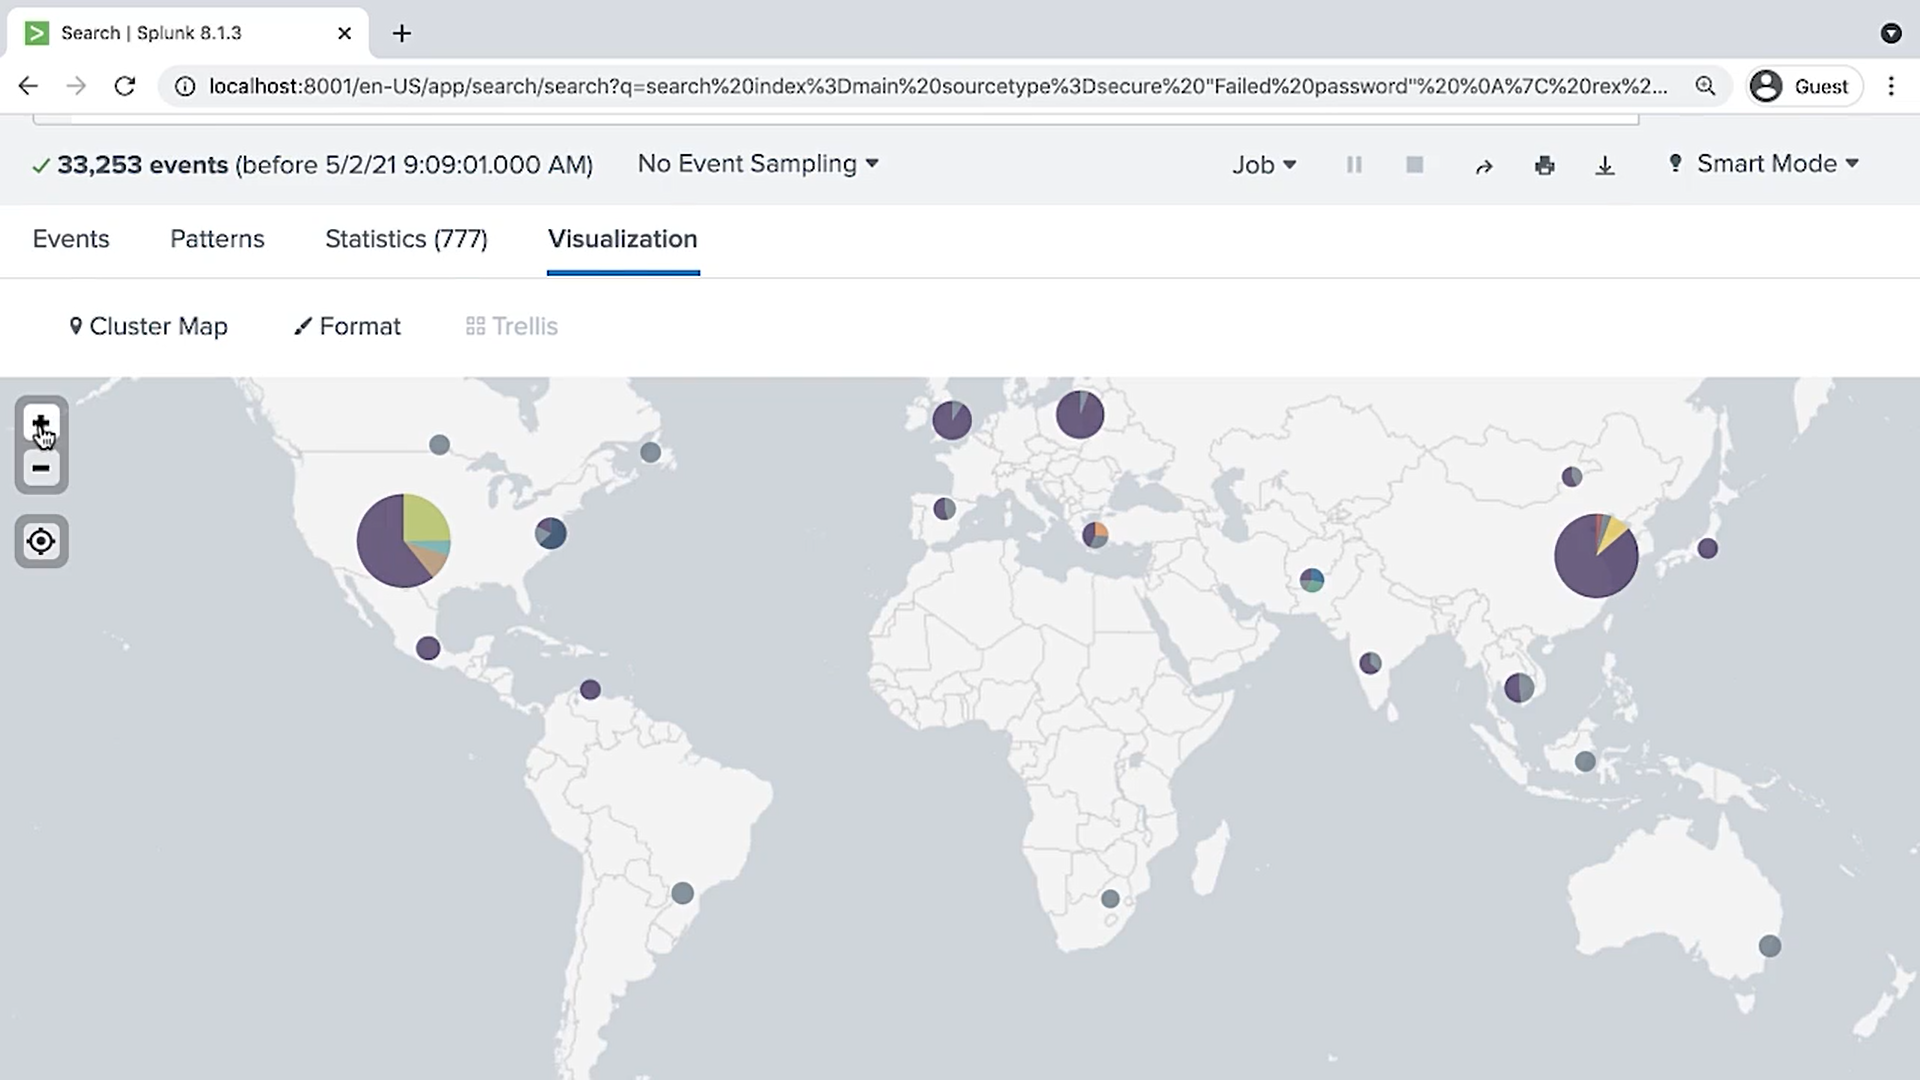 Search | Splunk 8.1.3
localhost:8001/en-US/app/search/search?q=search%20index%3Dmain%20sourcetype%3Dsecure%20"Failed%20password"%20%0A%7C%20rex%2...
Guest
33,253 events (before 5/2/21 9:09:01.000 AM)
No Event Sampling
Job
Smart Mode
Events
Patterns
Statistics (777)
Visualization
Cluster Map
Format
Trellis